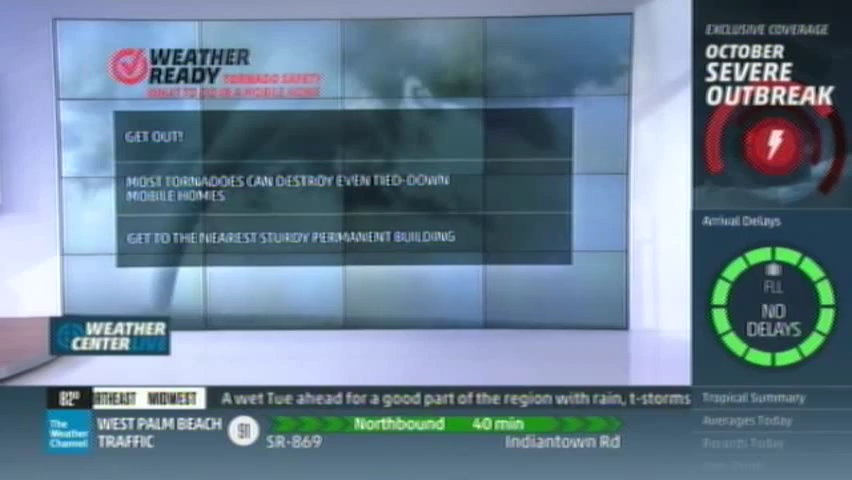 WEATHER
READY TORNADO SAFETY
WHAT TO DO IN A MOBILE HOME
GET OUT!
MOST TORNADOES CAN DESTROY EVEN TIED-DOWN
MOBILE HOMES
GET TO THE NEAREST STURDY PERMANENT BUILDING
WEATHER
CENTER LIVE
EXCLUSIVE COVERAGE
OCTOBER
SEVERE
OUTBREAK
Arrival Delays
FLL
NO
DELAYS
Tropical Summary
Averages Today
Records Today
82° MIDWEST A wet Tue ahead for a good part of the region with rain, t-storms
The
Weather
Channel
WEST PALM BEACH
TRAFFIC
Northbound 40 min
SR-869 Indiantown Rd